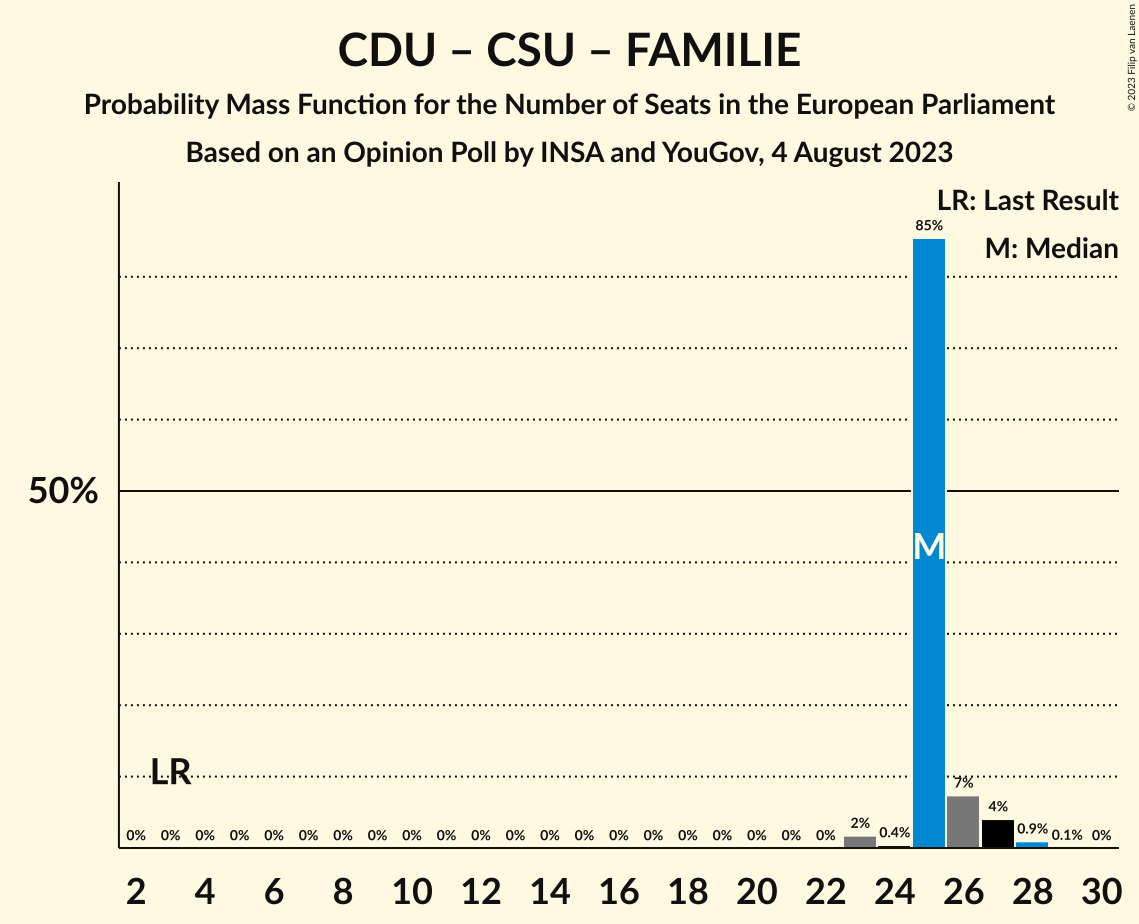 CDU – CSU – FAMILIE
Probability Mass Function for the Number of Seats in the European Parliament
Based on an Opinion Poll by INSA and YouGov, 4 August 2023
© 2023 Filip van Laenen
LR: Last Result
M: Median
85%
50%
M
LR
0% 0% 0% 0% 0% 0% 0% 0% 0% 0% 0% 0% 0% 0% 0% 0% 0% 0% 0% 0% 0% 2% 0.4% 7% 4% 0.9% 0.1% 0%
2 4 6 8 10 12 14 16 18 20 22 24 26 28 30